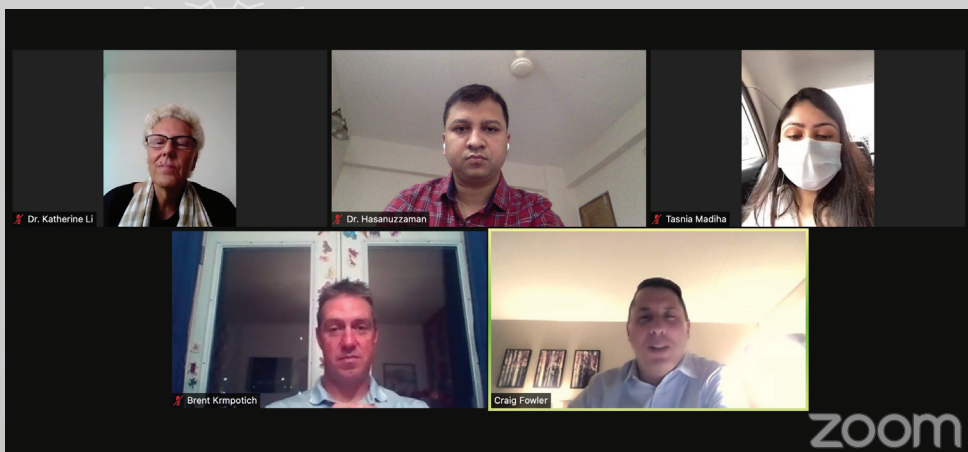 Dr. Katherine Li
Dr. Hasanuzzaman
Tasnia Madiha
Brent Krmpotich
Craig Fowler
zoom